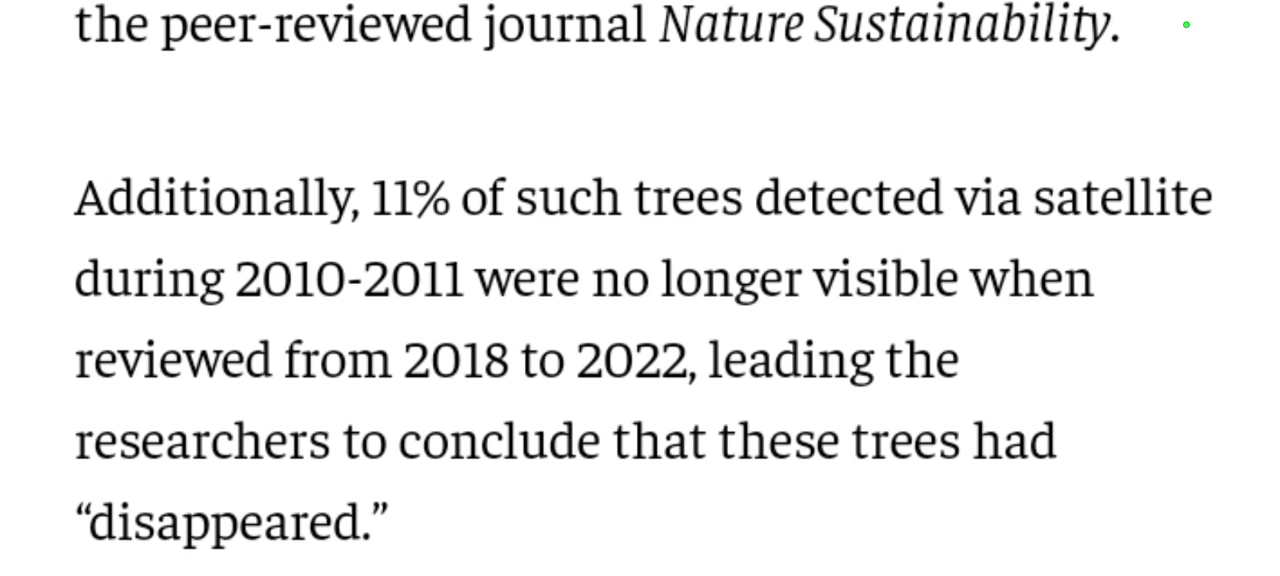 the peer-reviewed journal Nature Sustainability.
Additionally, 11% of such trees detected via satellite
during 2010-2011 were no longer visible when
reviewed from 2018 to 2022, leading the
researchers to conclude that these trees had
“disappeared.”